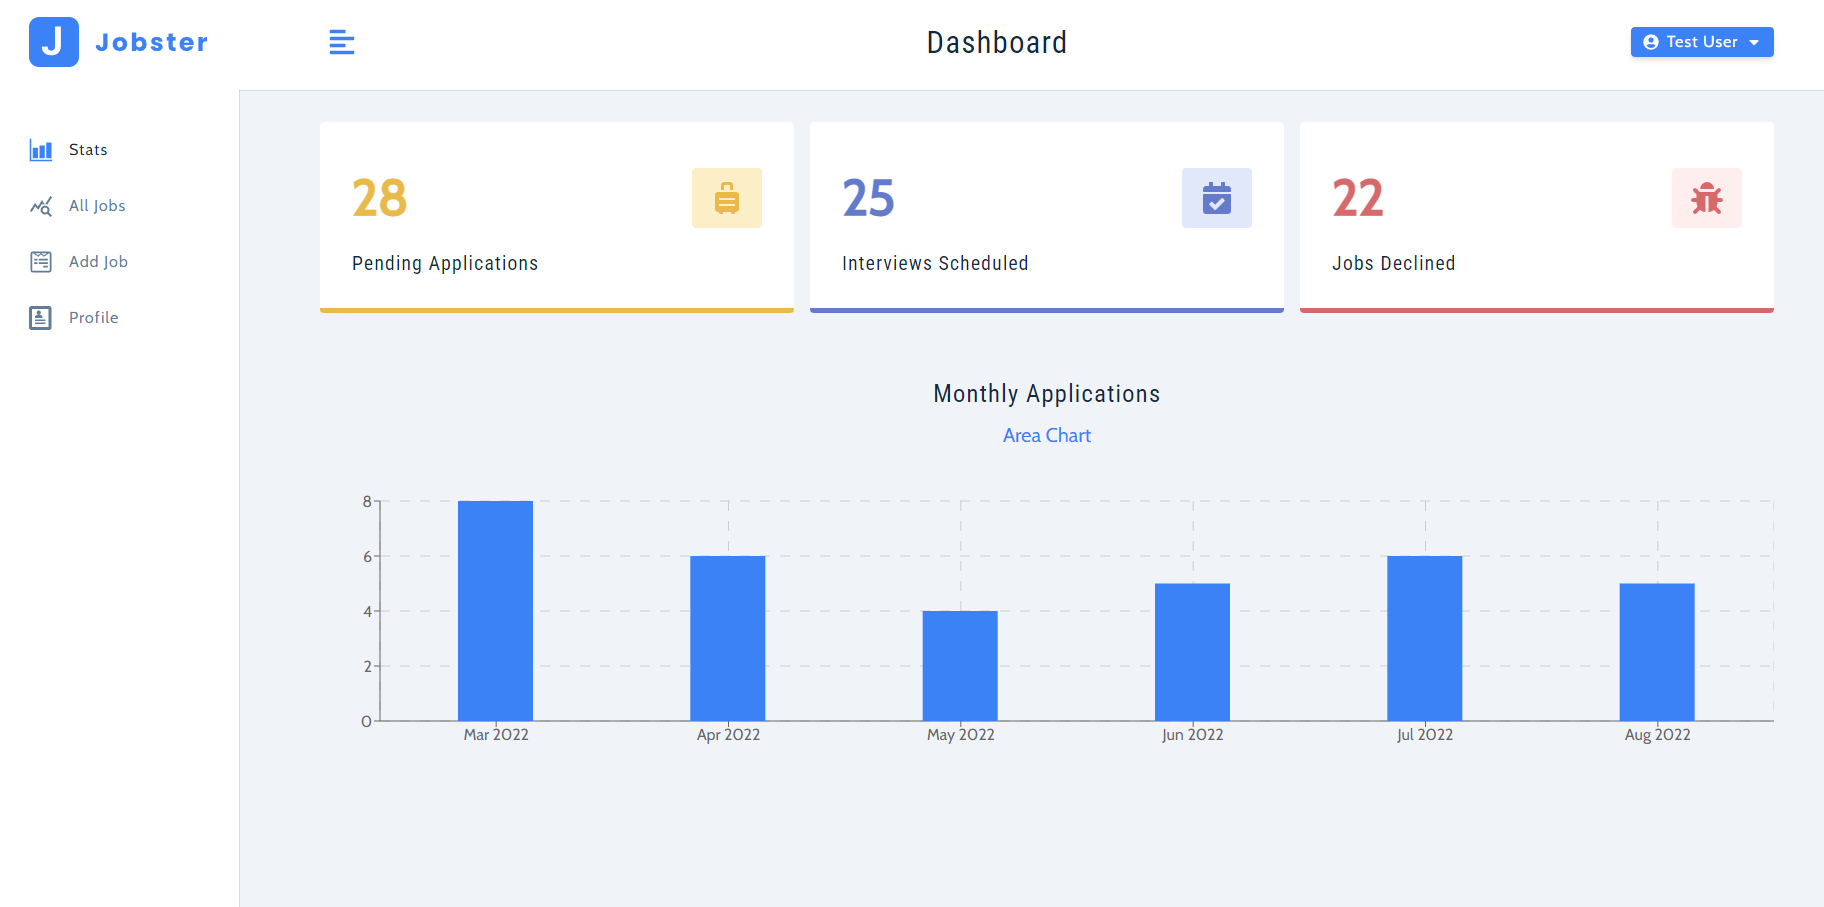 J Jobster
Dashboard
Test User
Stats
All Jobs
Add Job
Profile
28
Pending Applications
25
Interviews Scheduled
22
Jobs Declined
Monthly Applications
Area Chart
8
6
4
2
0
Mar 2022 Apr 2022 May 2022 Jun 2022 Jul 2022 Aug 2022